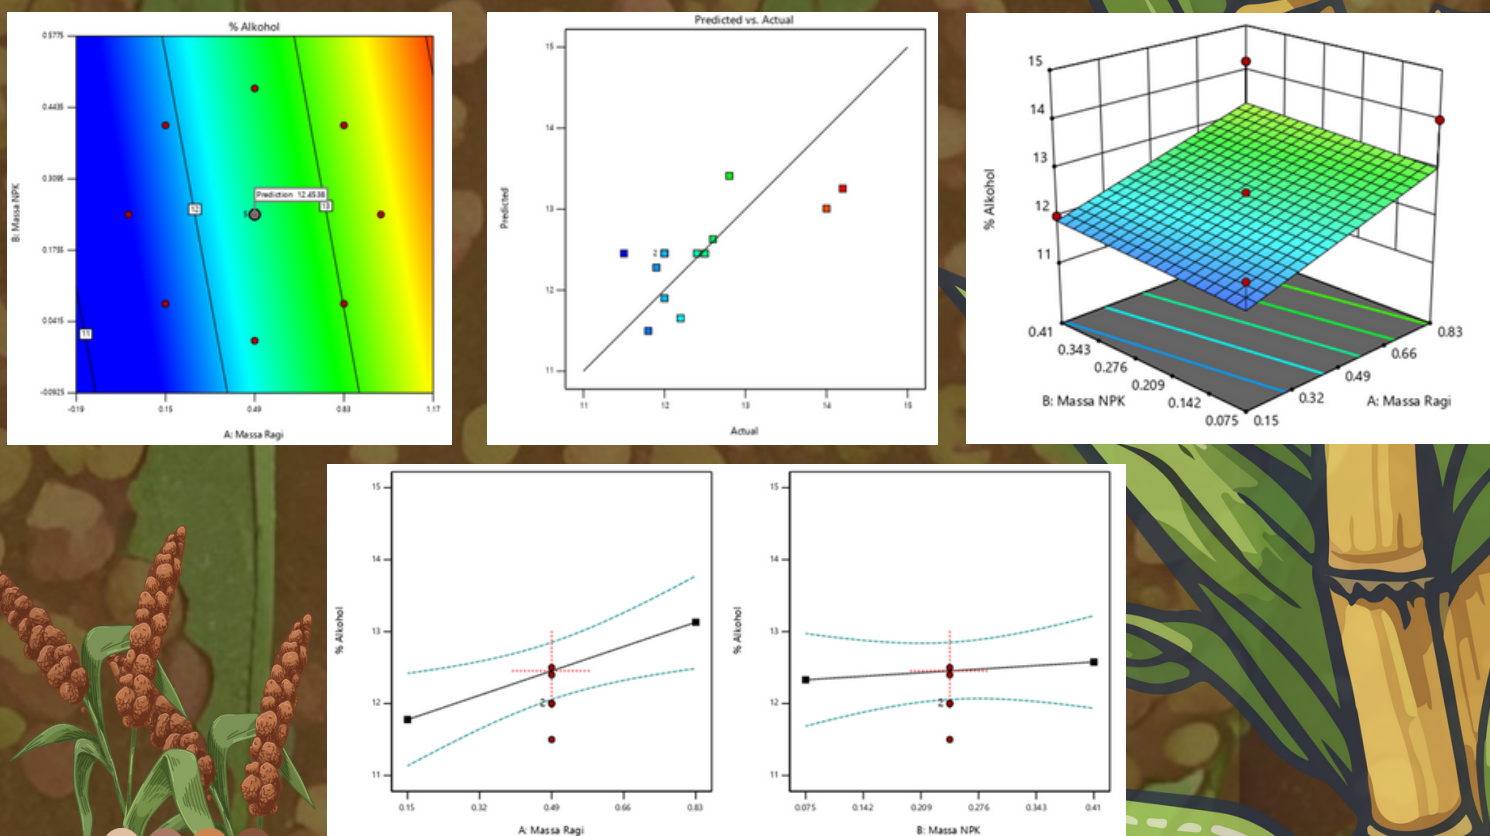 % Alkohol
0.5775
0.4435
0.3095
0.1755
0.0415
-0.0925
B: Massa NPK
Prediction 12.4538
5
12
13
11
-0.19 0.15 0.49 0.83 1.17
A: Massa Ragi
Predicted vs. Actual
15
14
13
12
11
Predicted
2
11 12 13 14 15
Actual
15
14
13
12
11
% Alkohol
0.41 0.83
0.343 0.66
0.276 0.49
0.209 0.32
0.142
0.075 0.15
B: Massa NPK
A: Massa Ragi
15
14
13
12
11
% Alkohol
2
0.15 0.32 0.49 0.66 0.83
A: Massa Ragi
15
14
13
12
11
% Alkohol
2
0.075 0.142 0.209 0.276 0.343 0.41
B: Massa NPK